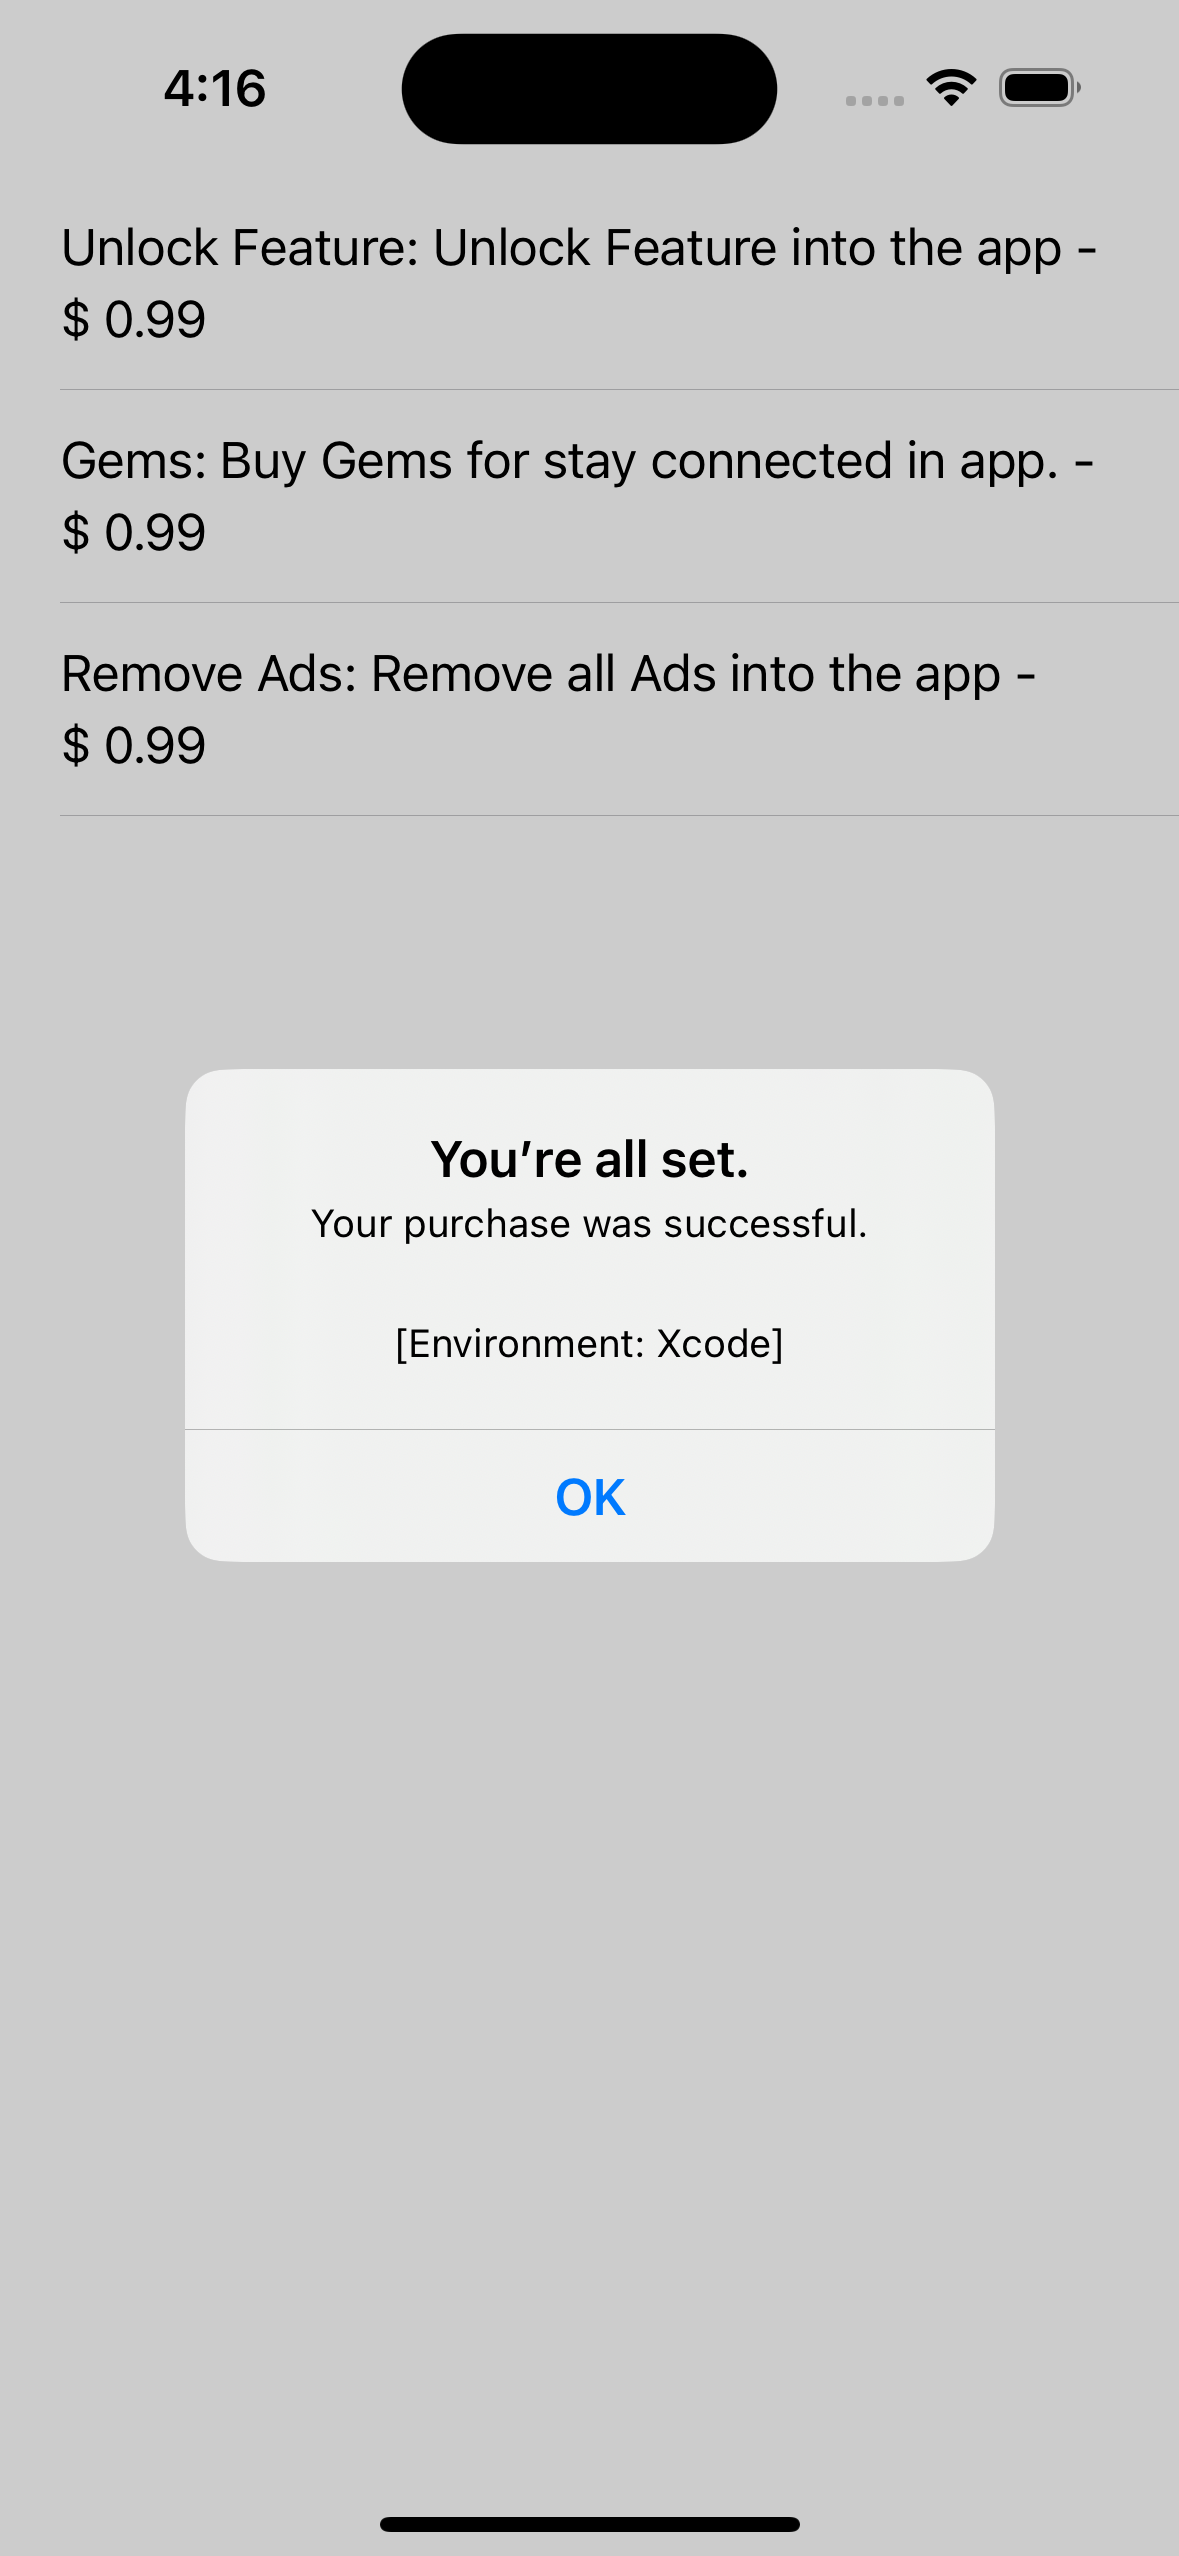 4:16
Unlock Feature: Unlock Feature into the app -
$ 0.99
Gems: Buy Gems for stay connected in app. -
$ 0.99
Remove Ads: Remove all Ads into the app -
$ 0.99
You’re all set.
Your purchase was successful.
[Environment: Xcode]
OK